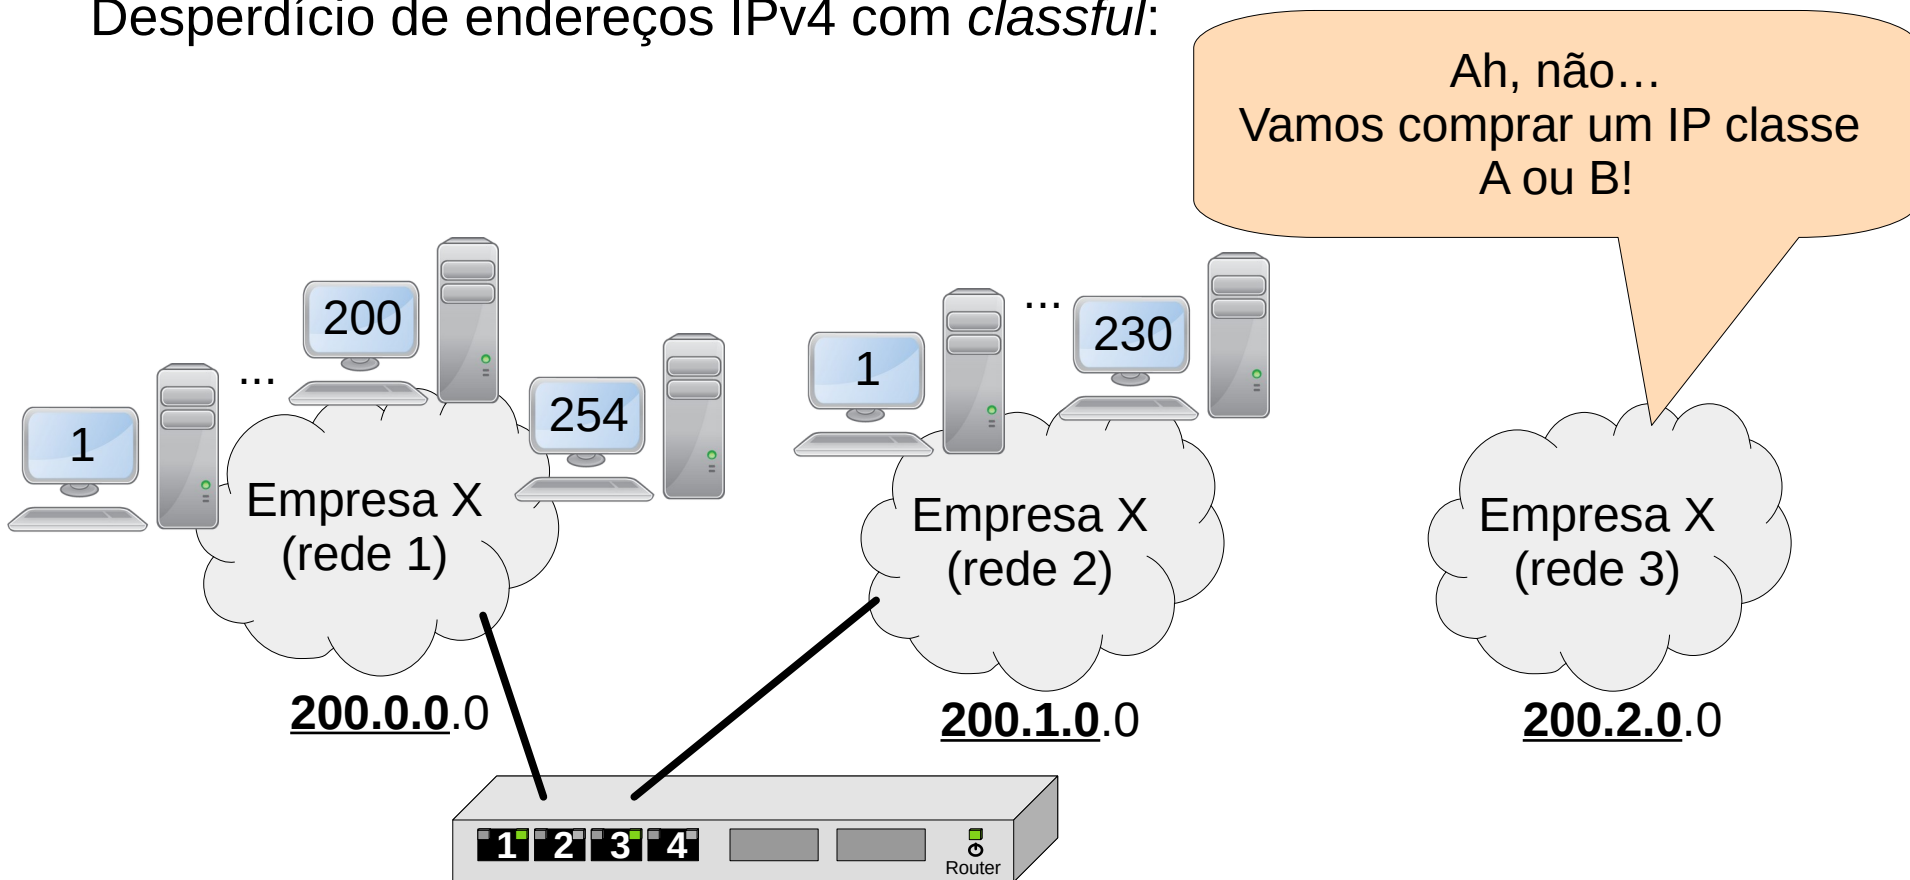 Desperdício de endereços IPv4 com classful:
Ah, não…
Vamos comprar um IP classe
A ou B!
1
...
200
254
1
...
230
Empresa X
(rede 1)
Empresa X
(rede 2)
Empresa X
(rede 3)
200.0.0.0
200.1.0.0
200.2.0.0
1 2 3 4
Router